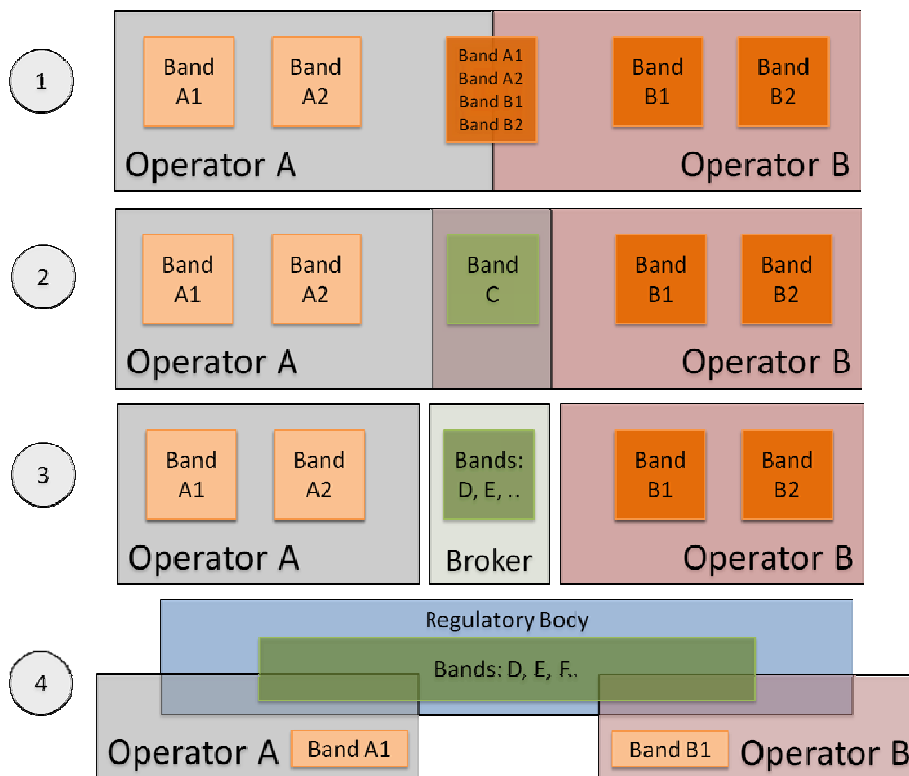 1
Band
A1
Band
A2
Band A1
Band A2
Band B1
Band B2
Band
B1
Band
B2
Operator A
Operator B
2
Band
A1
Band
A2
Band
C
Band
B1
Band
B2
Operator A
Operator B
3
Band
A1
Band
A2
Bands:
D, E, ..
Band
B1
Band
B2
Operator A
Broker
Operator B
4
Regulatory Body
Bands: D, E, F..
Operator A
Band A1
Band B1
Operator B